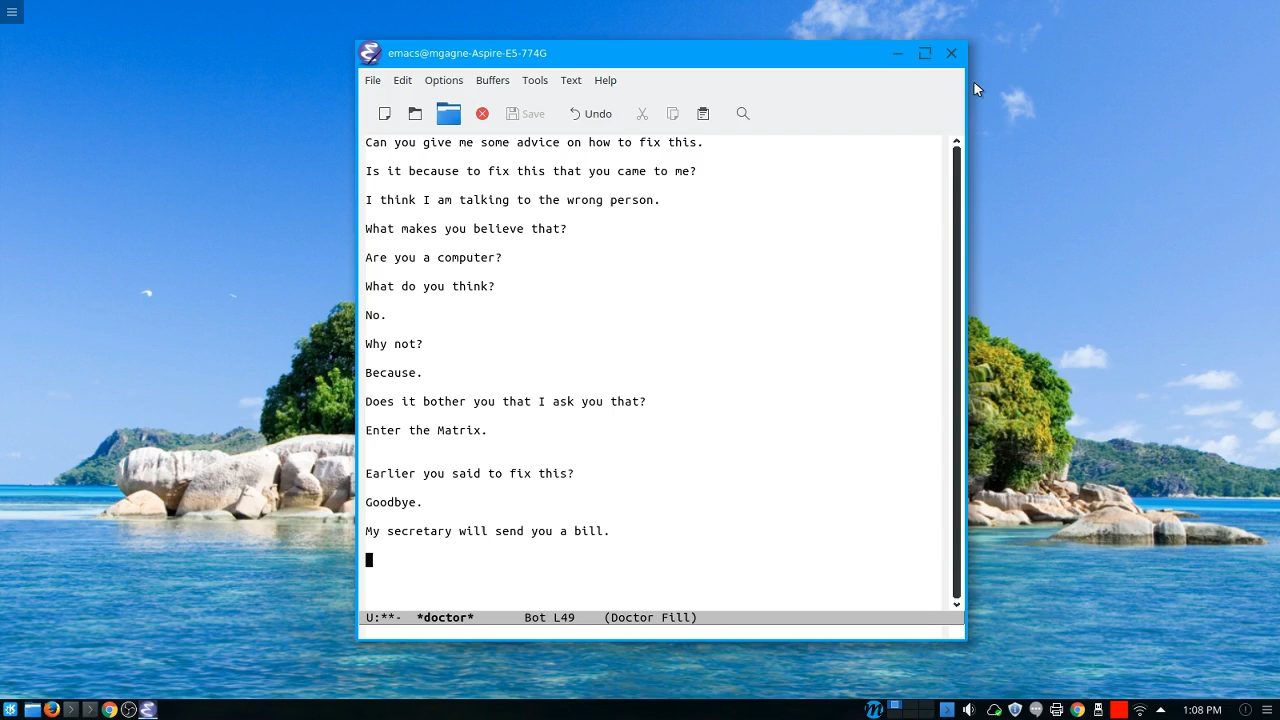 emacs@mgagne-Aspire-E5-774G
File Edit Options Buffers Tools Text Help
Save Undo
Can you give me some advice on how to fix this.
Is it because to fix this that you came to me?
I think I am talking to the wrong person.
What makes you believe that?
Are you a computer?
What do you think?
No.
Why not?
Because.
Does it bother you that I ask you that?
Enter the Matrix.
Earlier you said to fix this?
Goodbye.
My secretary will send you a bill.
U:**- *doctor* Bot L49 (Doctor Fill)
1:08 PM